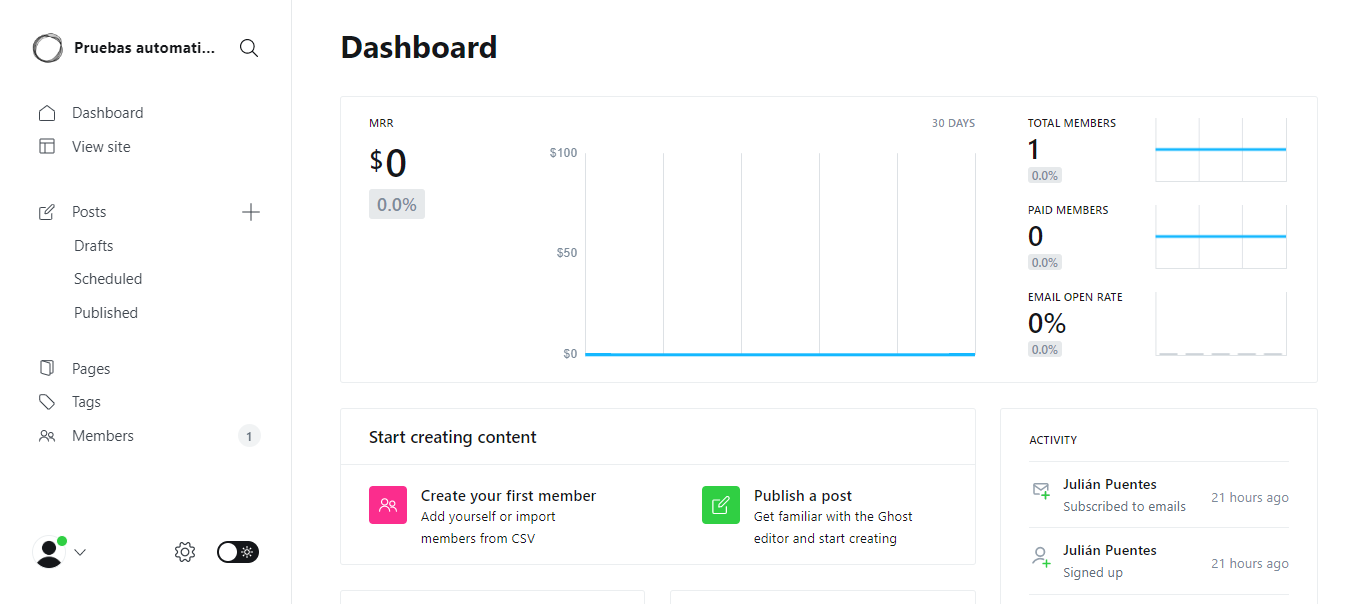 Pruebas automati...
Dashboard
View site
Posts
Drafts
Scheduled
Published
Pages
Tags
Members 1
Dashboard
MRR
$0
0.0%
30 DAYS
$100
$50
$0
TOTAL MEMBERS
1
0.0%
PAID MEMBERS
0
0.0%
EMAIL OPEN RATE
0%
0.0%
Start creating content
Create your first member
Add yourself or import
members from CSV
Publish a post
Get familiar with the Ghost
editor and start creating
ACTIVITY
Julián Puentes
Subscribed to emails
21 hours ago
Julián Puentes
Signed up
21 hours ago